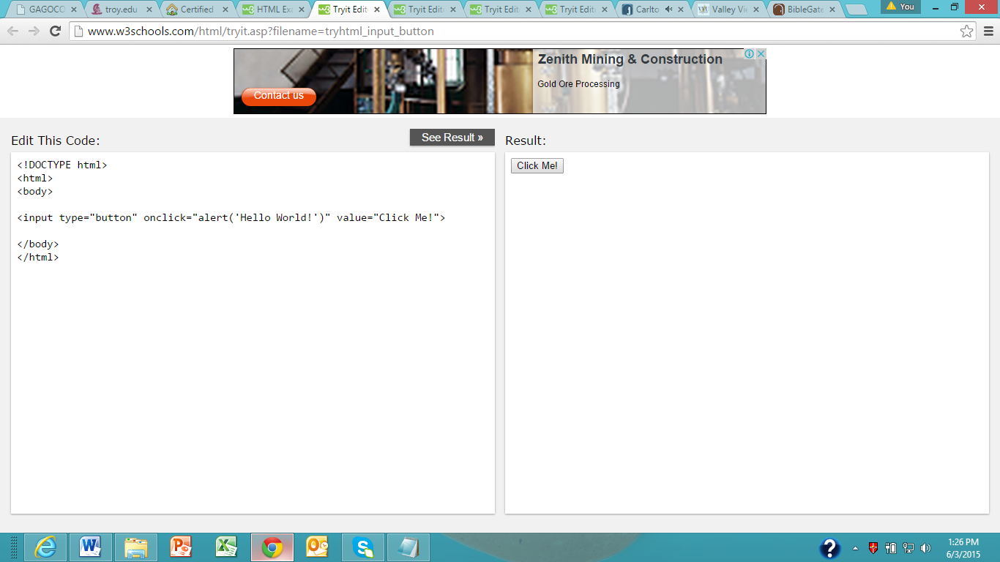 GAGOCO
troy.edu
Certified
HTML Exa
Tryit Edit
Tryit Edit
Tryit Edit
Tryit Edit
Carlto
Valley Vi
BibleGate
You
www.w3schools.com/html/tryit.asp?filename=tryhtml_input_button
Zenith Mining & Construction
Gold Ore Processing
Contact us
Edit This Code:
See Result »
Result:
<!DOCTYPE html>
<html>
<body>
<input type="button" onclick="alert('Hello World!')" value="Click Me!">
</body>
</html>
Click Me!
1:26 PM
6/3/2015